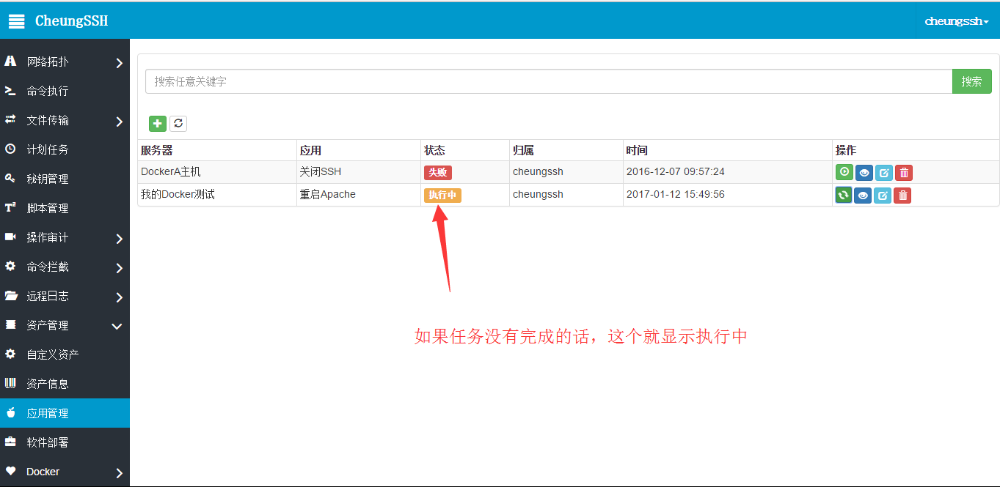 CheungSSH
cheungssh
网络拓扑
命令执行
文件传输
计划任务
秘钥管理
脚本管理
操作审计
命令拦截
远程日志
资产管理
自定义资产
资产信息
应用管理
软件部署
Docker
搜索任意关键字 搜索
服务器 应用 状态 归属 时间 操作
DockerA主机 关闭SSH 失败 cheungssh 2016-12-07 09:57:24
我的Docker测试 重启Apache 执行中 cheungssh 2017-01-12 15:49:56
如果任务没有完成的话，这个就显示执行中